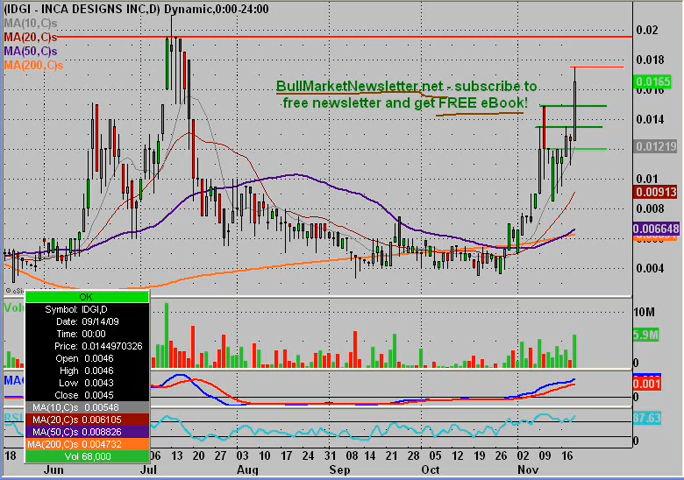 (IDGI - INCA DESIGNS INC,D) Dynamic,0:00-24:00
MA(10,C)s
MA(20,C)s
MA(50,C)s
MA(200,C)s
BullMarketNewsletter.net - subscribe to
free newsletter and get FREE eBook!
0.02
0.018
0.0165
0.014
0.01219
0.01
0.00913
0.008
0.006648
0.004
OK
Symbol: IDGI,D
Date: 09/14/09
Time: 00:00
Price: 0.0144970326
Open 0.0046
High 0.0046
Low 0.0043
Close 0.0045
MA(10,C)s 0.00548
MA(20,C)s 0.006105
MA(50,C)s 0.008826
MA(200,C)s 0.004732
Vol 68,000
10M
5.9M
0
0.001
0
87.63
0
18 06 13 20 27 03 10 17 24 31 08 14 21 28 05 12 19 26 02 09 16
Jun Jul Aug Sep Oct Nov